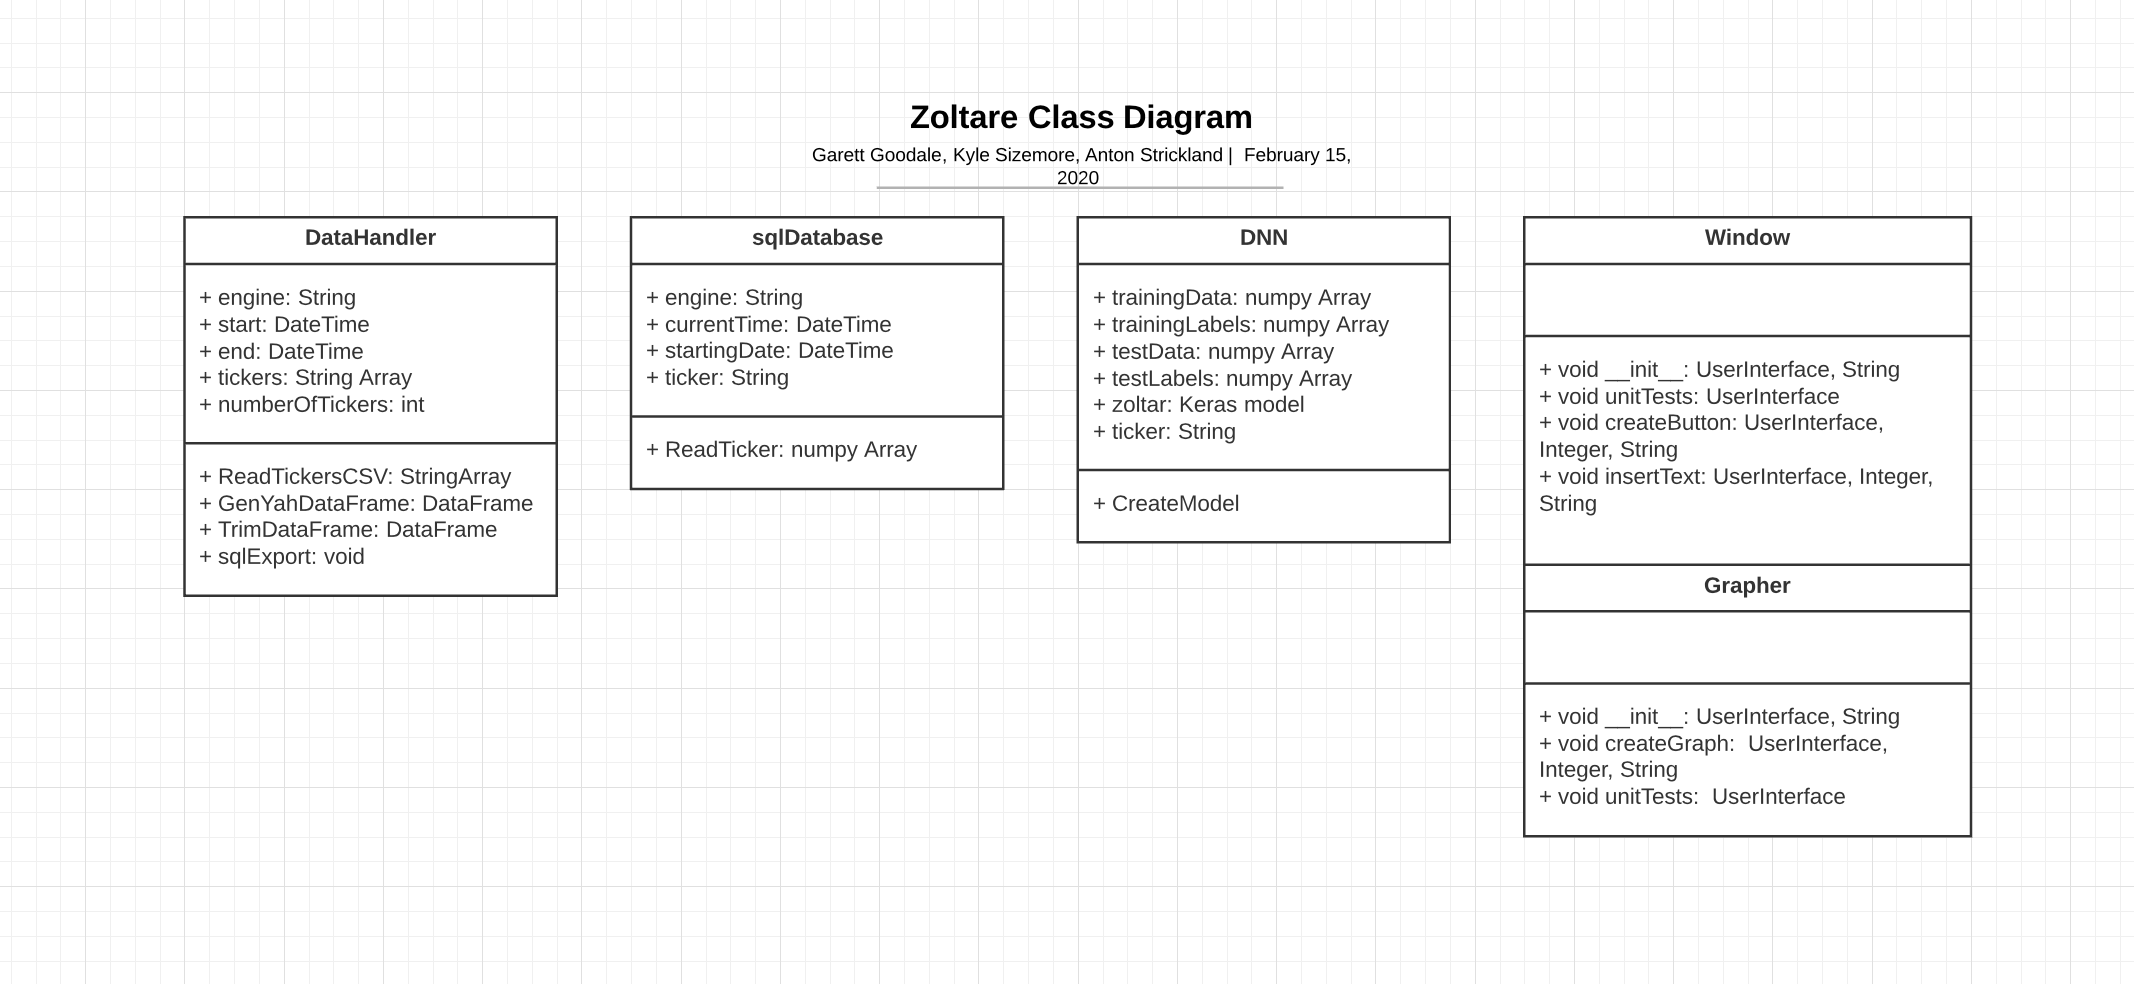 Zoltare Class Diagram
Garett Goodale, Kyle Sizemore, Anton Strickland | February 15,
2020
DataHandler
+ engine: String
+ start: DateTime
+ end: DateTime
+ tickers: String Array
+ numberOfTickers: int
+ ReadTickersCSV: StringArray
+ GenYahDataFrame: DataFrame
+ TrimDataFrame: DataFrame
+ sqlExport: void
sqlDatabase
+ engine: String
+ currentTime: DateTime
+ startingDate: DateTime
+ ticker: String
+ ReadTicker: numpy Array
DNN
+ trainingData: numpy Array
+ trainingLabels: numpy Array
+ testData: numpy Array
+ testLabels: numpy Array
+ zoltar: Keras model
+ ticker: String
+ CreateModel
Window
+ void __init__: UserInterface, String
+ void unitTests: UserInterface
+ void createButton: UserInterface,
Integer, String
+ void insertText: UserInterface, Integer,
String
Grapher
+ void __init__: UserInterface, String
+ void createGraph:  UserInterface,
Integer, String
+ void unitTests:  UserInterface